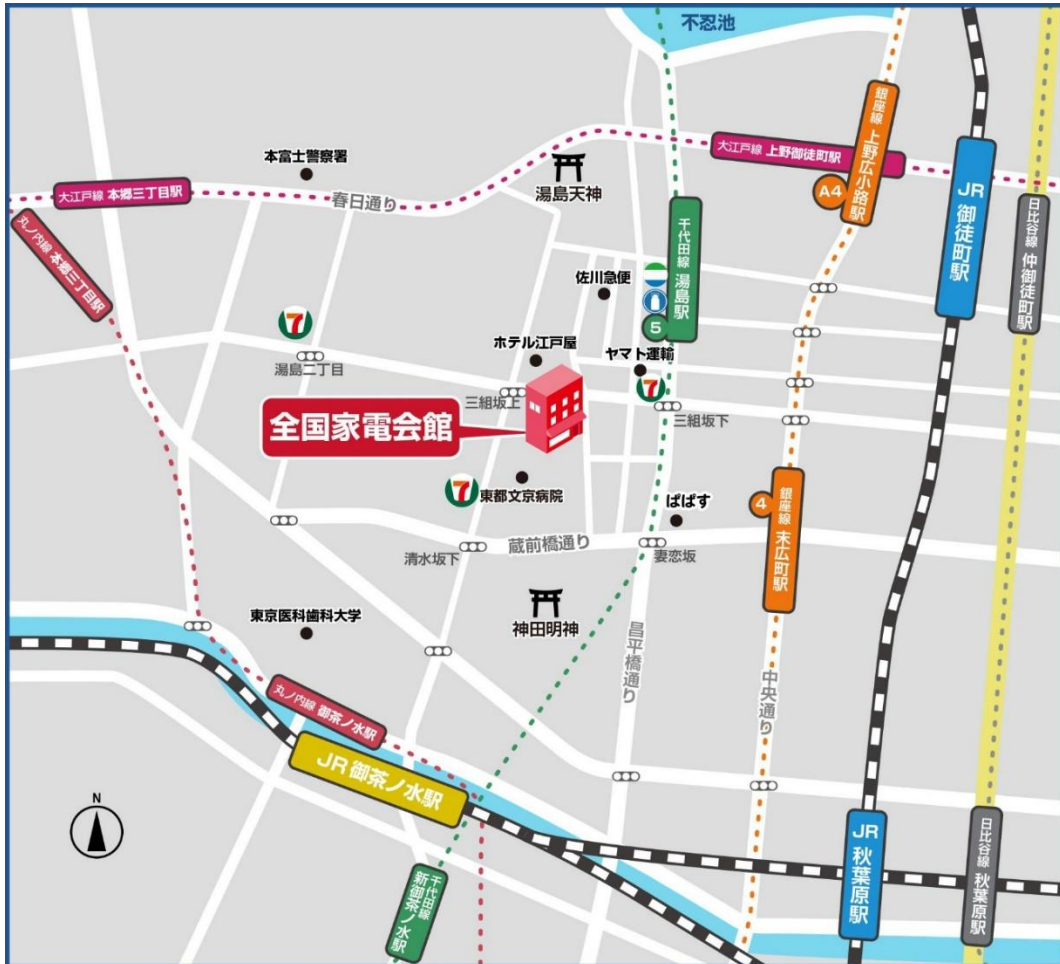 不忍池
本富士警察署
湯島天神
大江戸線 上野御徒町駅
銀座線 上野広小路駅
A4
JR 御徒町駅
日比谷線 仲御徒町駅
大江戸線 本郷三丁目駅
春日通り
丸ノ内線 本郷三丁目駅
千代田線 湯島駅
佐川急便
5
7
湯島二丁目
ホテル江戸屋
ヤマト運輸
7
三組坂上
三組坂下
全国家電会館
7
東都文京病院
ぱぱす
4
銀座線 末広町駅
清水坂下
蔵前橋通り
妻恋坂
東京医科歯科大学
神田明神
昌平橋通り
中央通り
丸ノ内線 御茶ノ水駅
JR 御茶ノ水駅
N
千代田線 新御茶ノ水駅
JR 秋葉原駅
日比谷線 秋葉原駅